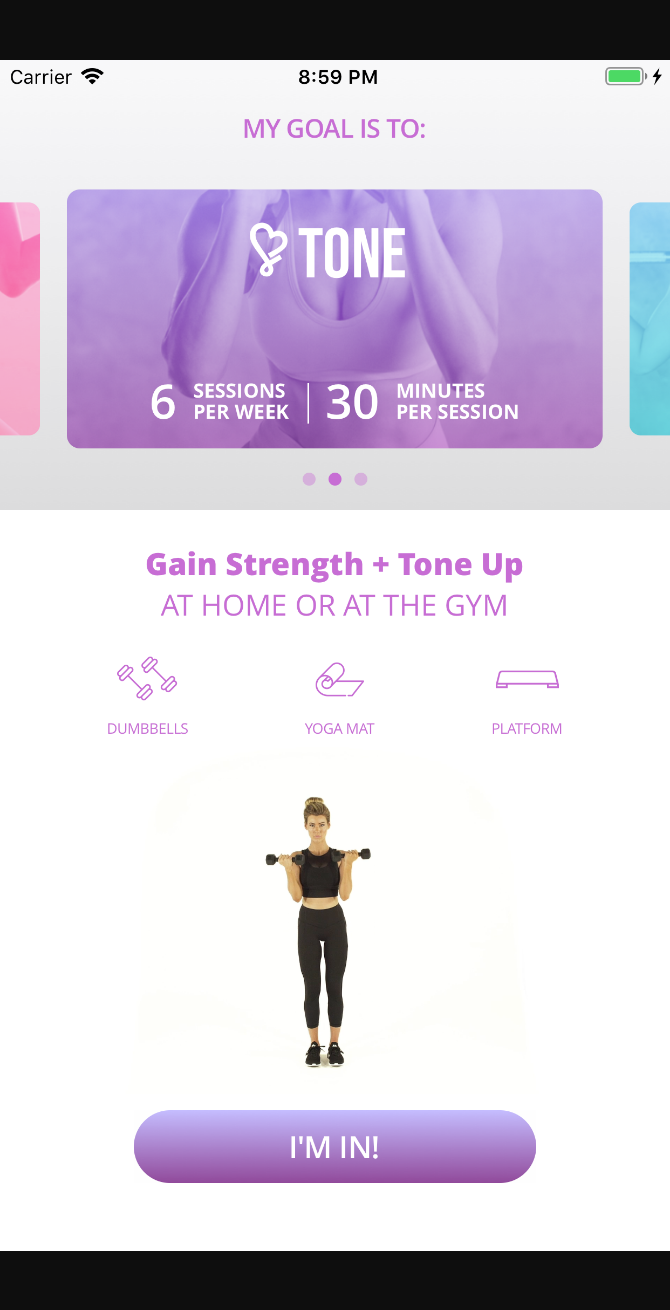 Carrier 8:59 PM
MY GOAL IS TO:
TONE
6 SESSIONS PER WEEK | 30 MINUTES PER SESSION
Gain Strength + Tone Up
AT HOME OR AT THE GYM
DUMBBELLS YOGA MAT PLATFORM
I'M IN!